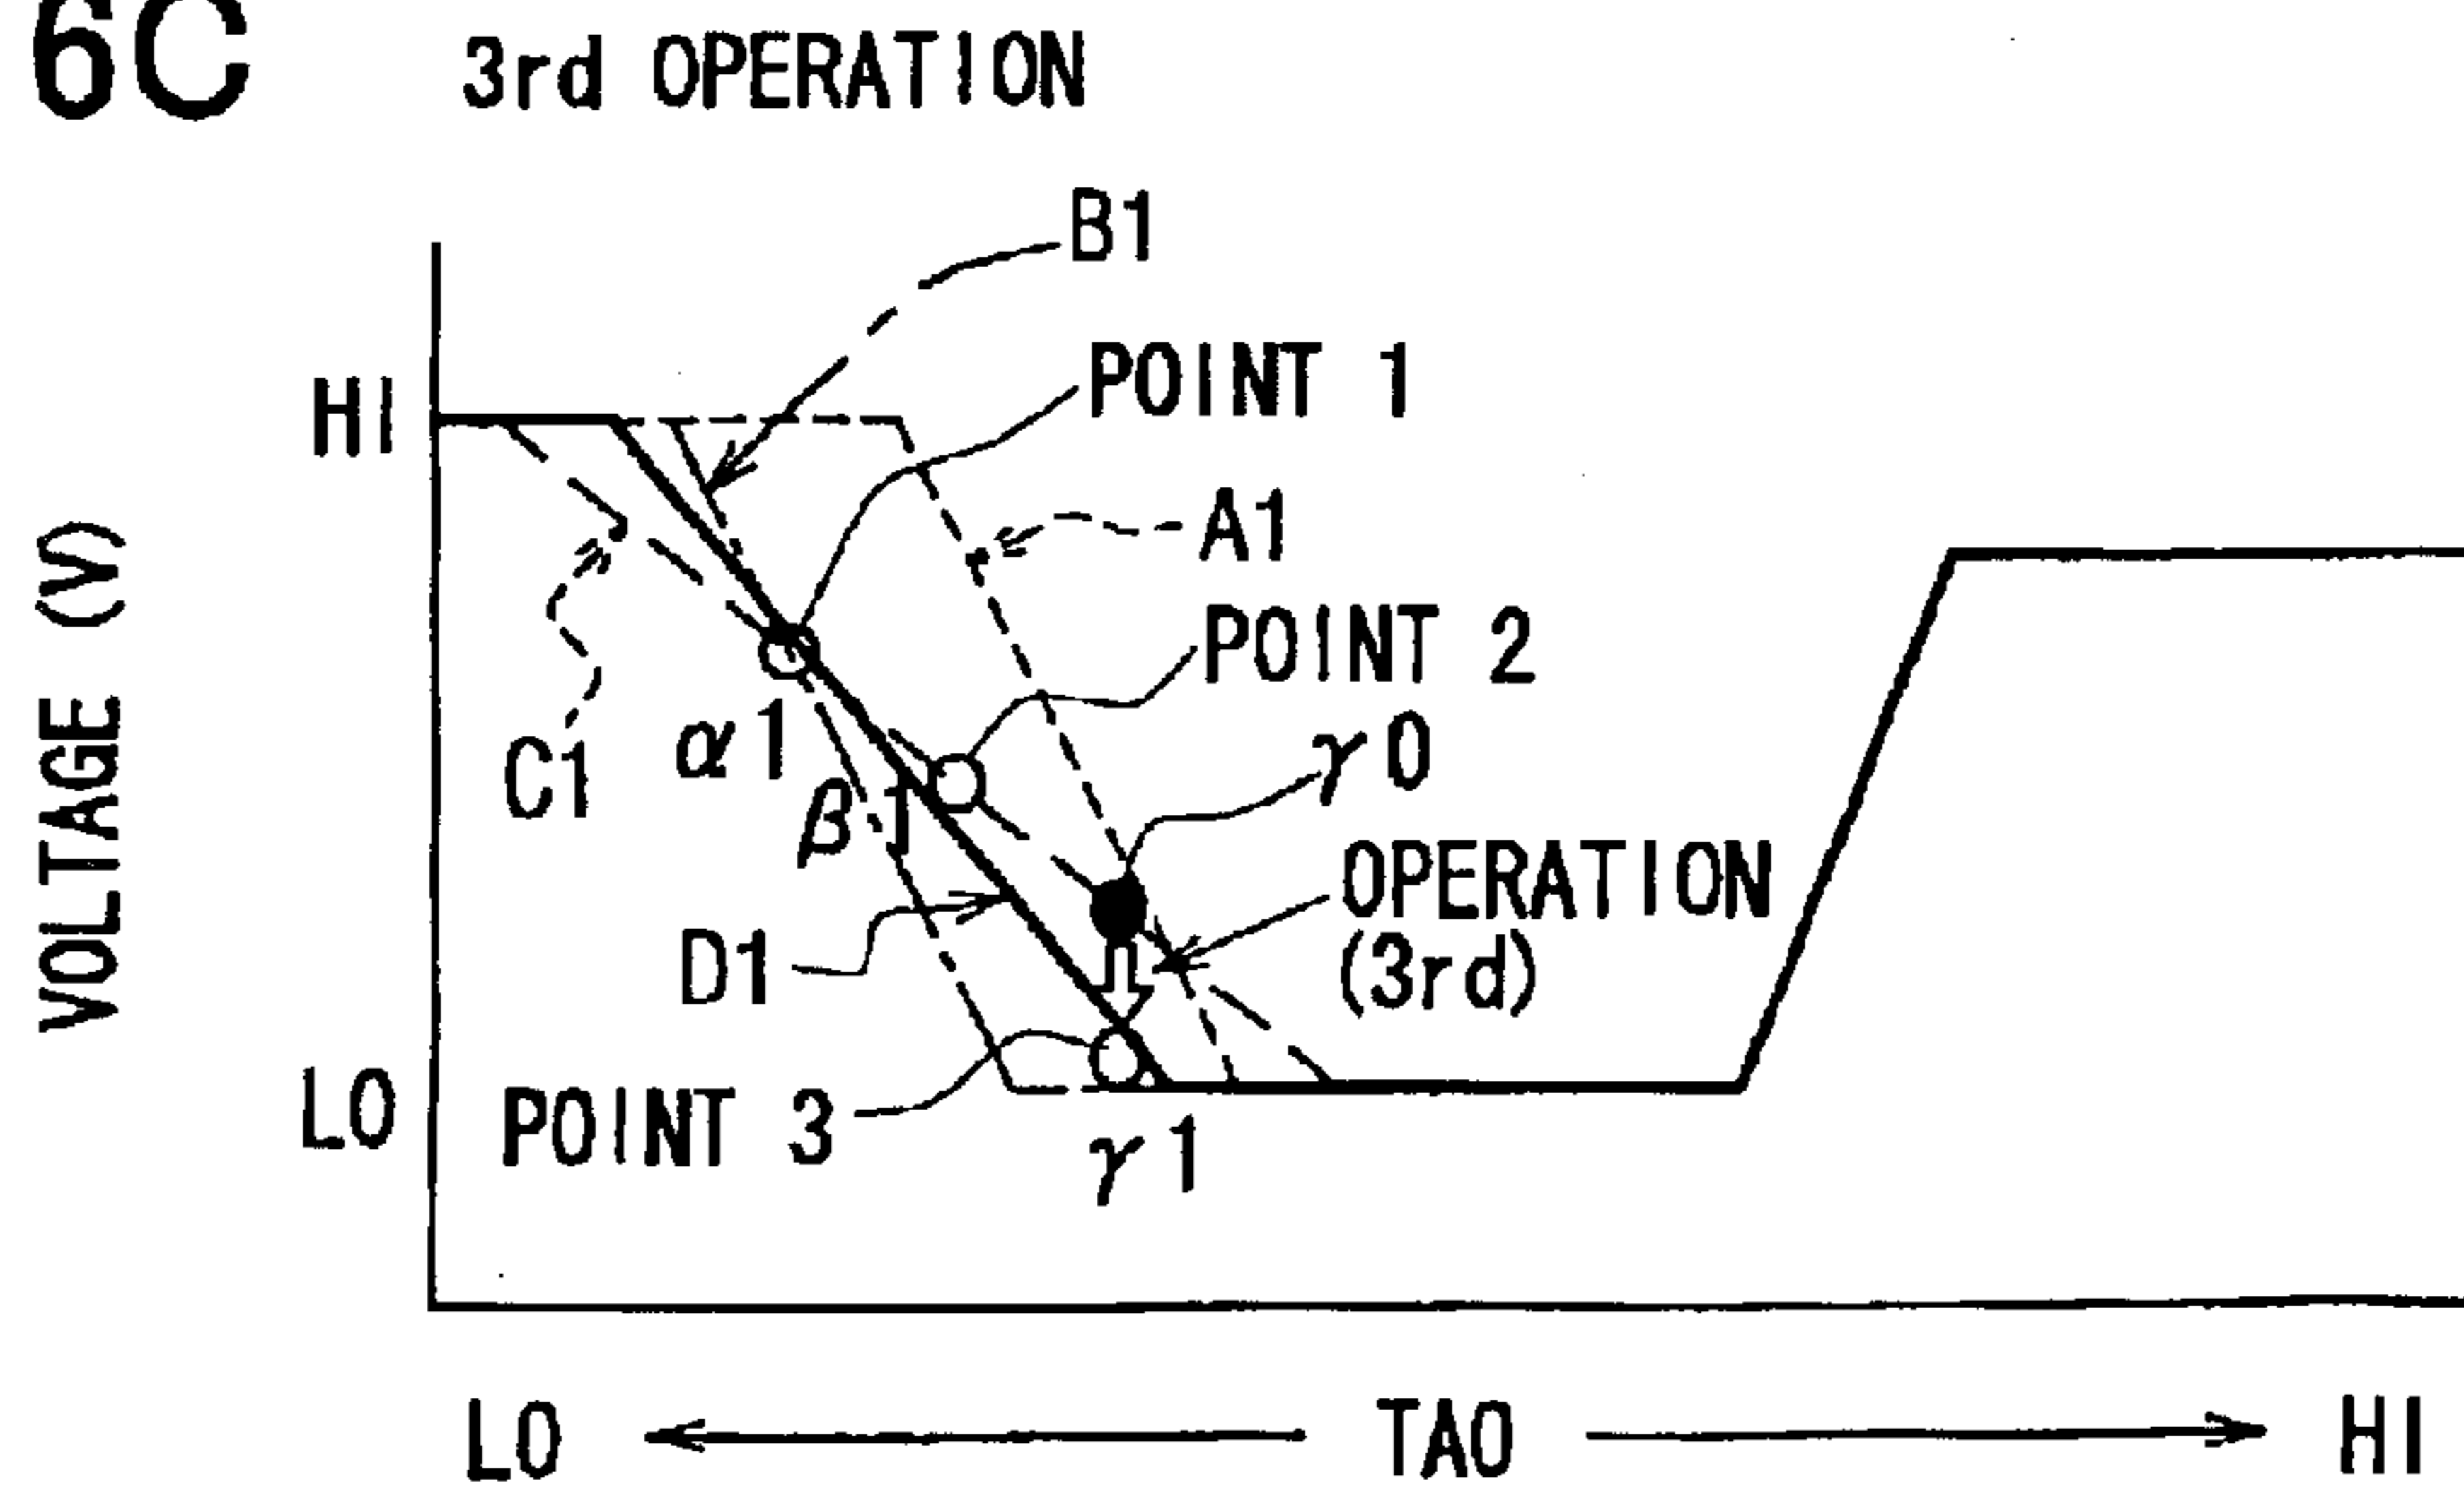 6C
3rd OPERATION
B1
POINT 1
HI
A1
POINT 2
α1
γ0
C1
β1
OPERATION
(3rd)
D1
VOLTAGE (V)
LO
POINT 3
γ1
LO
TAO
HI